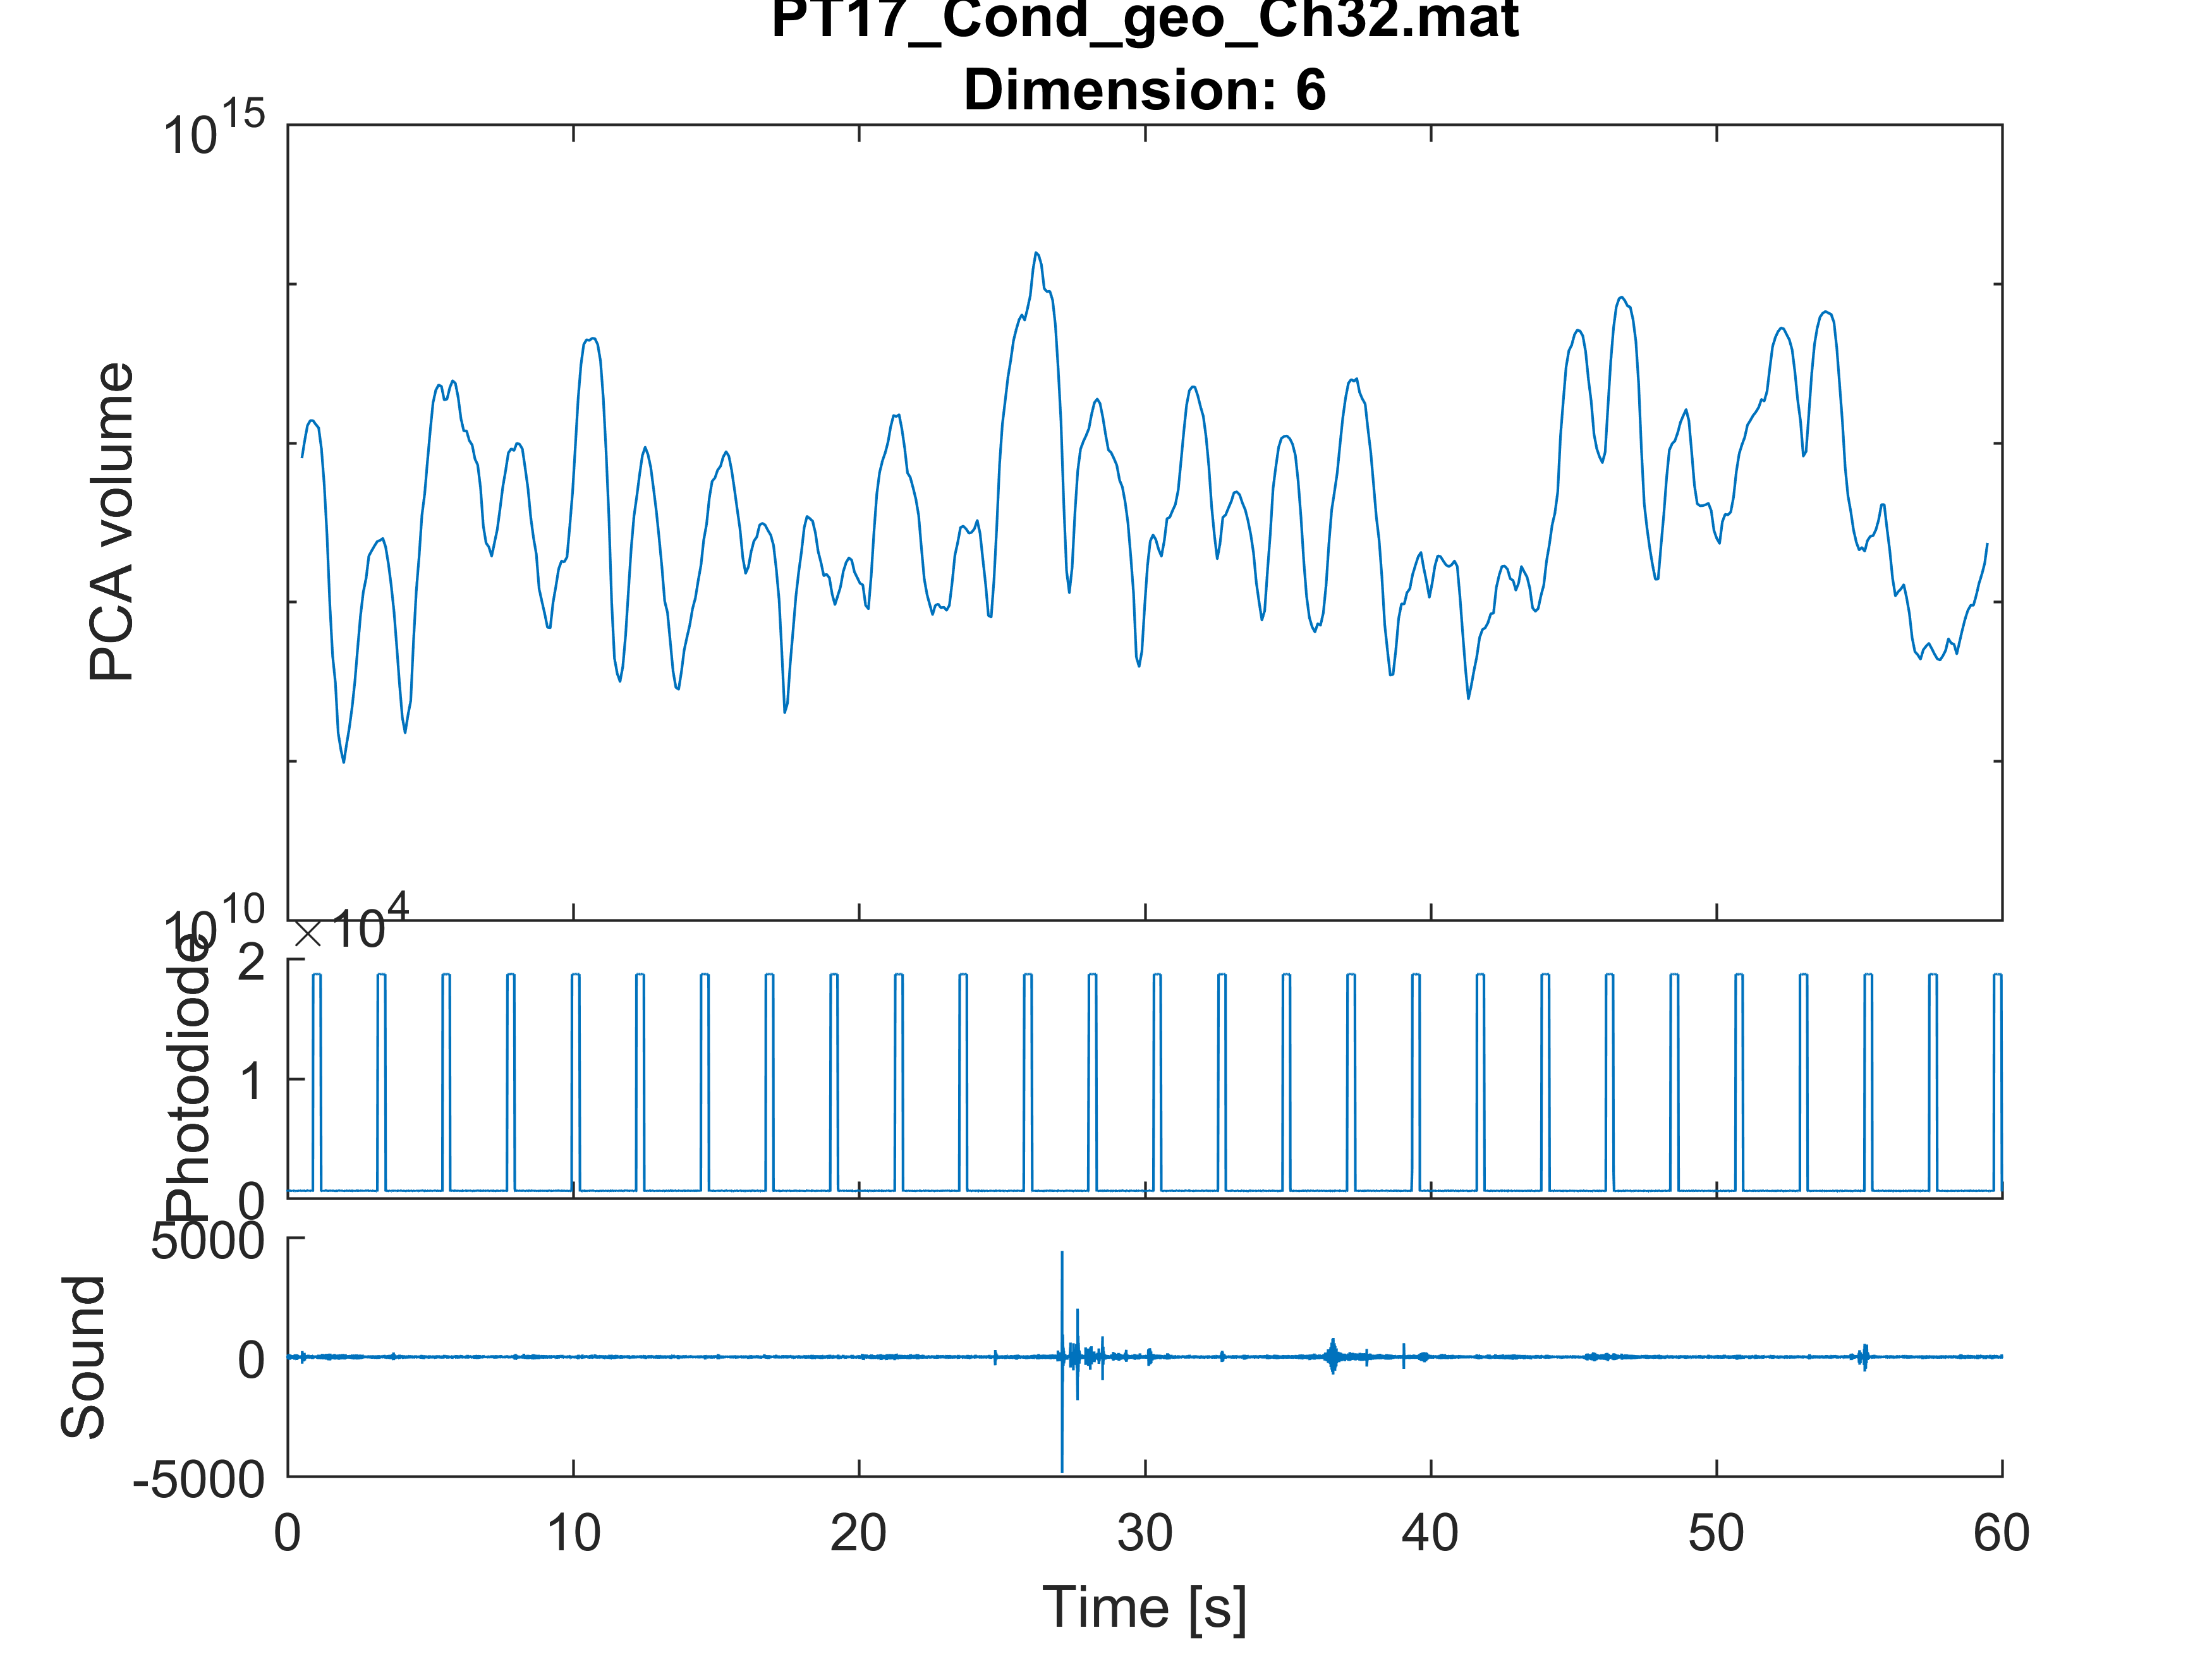 PT17_Cond_geo_Ch32.mat
Dimension: 6
10^15
PCA volume
10^10
× 10^4
2
1
0
Photodiode
5000
0
-5000
Sound
0 10 20 30 40 50 60
Time [s]